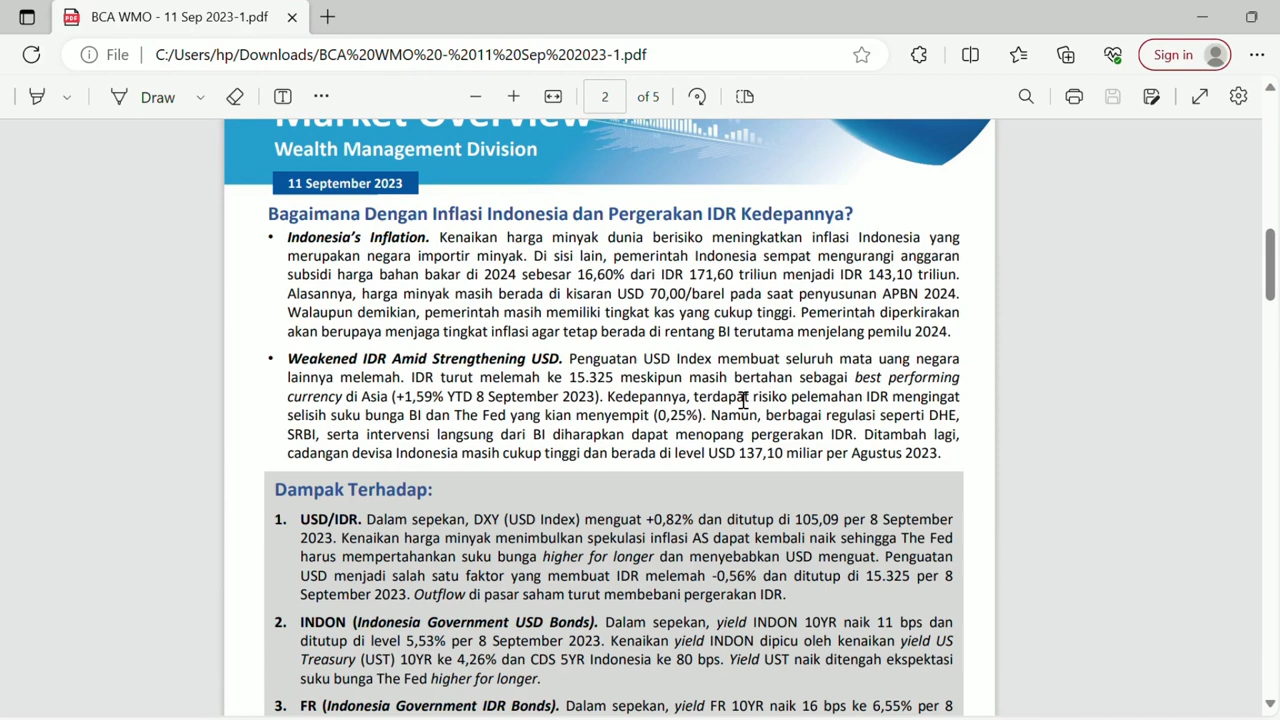 BCA WMO - 11 Sep 2023-1.pdf
File
C:/Users/hp/Downloads/BCA%20WMO%20-%2011%20Sep%202023-1.pdf
Sign in
Draw
2
of 5
Market Overview
Wealth Management Division
11 September 2023
Bagaimana Dengan Inflasi Indonesia dan Pergerakan IDR Kedepannya?
• Indonesia's Inflation. Kenaikan harga minyak dunia berisiko meningkatkan inflasi Indonesia yang
merupakan negara importir minyak. Di sisi lain, pemerintah Indonesia sempat mengurangi anggaran
subsidi harga bahan bakar di 2024 sebesar 16,60% dari IDR 171,60 triliun menjadi IDR 143,10 triliun.
Alasannya, harga minyak masih berada di kisaran USD 70,00/barel pada saat penyusunan APBN 2024.
Walaupun demikian, pemerintah masih memiliki tingkat kas yang cukup tinggi. Pemerintah diperkirakan
akan berupaya menjaga tingkat inflasi agar tetap berada di rentang BI terutama menjelang pemilu 2024.
• Weakened IDR Amid Strengthening USD. Penguatan USD Index membuat seluruh mata uang negara
lainnya melemah. IDR turut melemah ke 15.325 meskipun masih bertahan sebagai best performing
currency di Asia (+1,59% YTD 8 September 2023). Kedepannya, terdapat risiko pelemahan IDR mengingat
selisih suku bunga BI dan The Fed yang kian menyempit (0,25%). Namun, berbagai regulasi seperti DHE,
SRBI, serta intervensi langsung dari BI diharapkan dapat menopang pergerakan IDR. Ditambah lagi,
cadangan devisa Indonesia masih cukup tinggi dan berada di level USD 137,10 miliar per Agustus 2023.
Dampak Terhadap:
1. USD/IDR. Dalam sepekan, DXY (USD Index) menguat +0,82% dan ditutup di 105,09 per 8 September
2023. Kenaikan harga minyak menimbulkan spekulasi inflasi AS dapat kembali naik sehingga The Fed
harus mempertahankan suku bunga higher for longer dan menyebabkan USD menguat. Penguatan
USD menjadi salah satu faktor yang membuat IDR melemah -0,56% dan ditutup di 15.325 per 8
September 2023. Outflow di pasar saham turut membebani pergerakan IDR.
2. INDON (Indonesia Government USD Bonds). Dalam sepekan, yield INDON 10YR naik 11 bps dan
ditutup di level 5,53% per 8 September 2023. Kenaikan yield INDON dipicu oleh kenaikan yield US
Treasury (UST) 10YR ke 4,26% dan CDS 5YR Indonesia ke 80 bps. Yield UST naik ditengah ekspektasi
suku bunga The Fed higher for longer.
3. FR (Indonesia Government IDR Bonds). Dalam sepekan, yield FR 10YR naik 16 bps ke 6,55% per 8